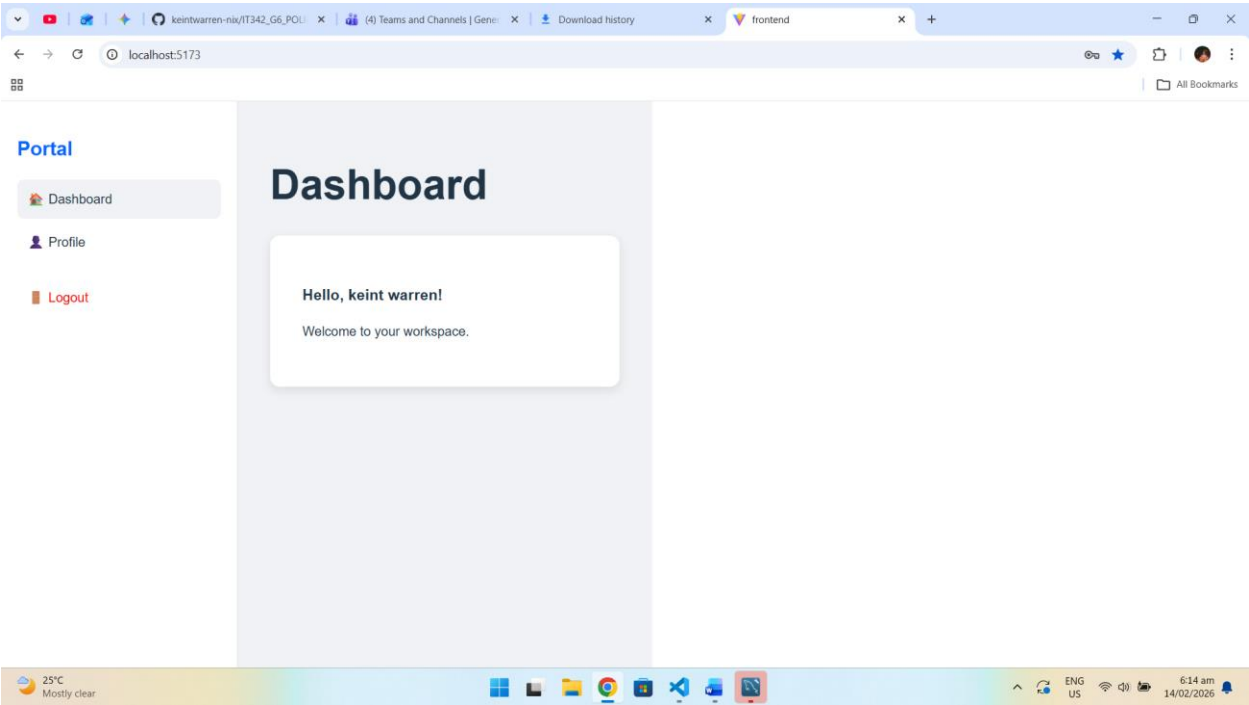 keintwarren-nix/IT342_G6_POLI
(4) Teams and Channels | Gener
Download history
frontend
localhost:5173
All Bookmarks
Portal
Dashboard
Profile
Logout
Dashboard
Hello, keint warren!
Welcome to your workspace.
25°C
Mostly clear
ENG
US
6:14 am
14/02/2026